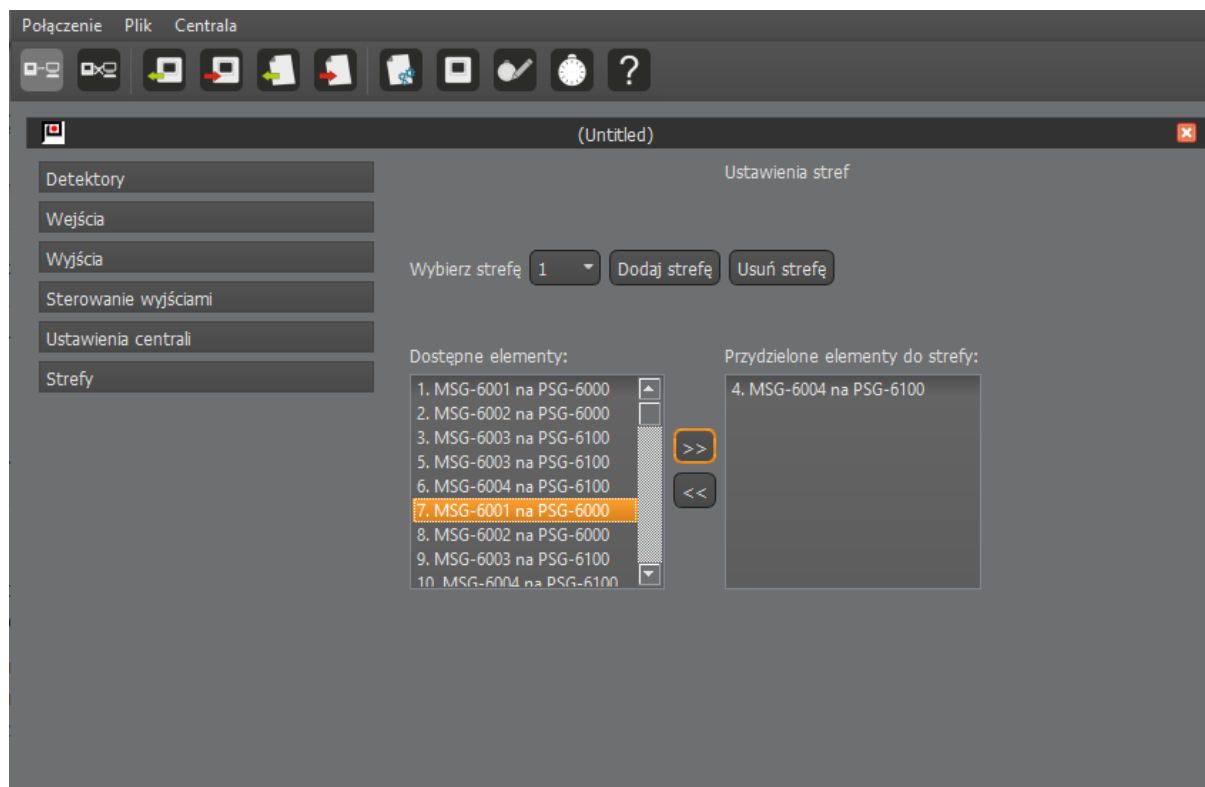 Połączenie Plik Centrala
?
(Untitled)
Detektory
Wejścia
Wyjścia
Sterowanie wyjściami
Ustawienia centrali
Strefy
Ustawienia stref
Wybierz strefę 1 Dodaj strefę Usuń strefę
Dostępne elementy:
1. MSG-6001 na PSG-6000
2. MSG-6002 na PSG-6000
3. MSG-6003 na PSG-6100
5. MSG-6003 na PSG-6100
6. MSG-6004 na PSG-6100
7. MSG-6001 na PSG-6000
8. MSG-6002 na PSG-6000
9. MSG-6003 na PSG-6100
10. MSG-6004 na PSG-6100
>>
<<
Przydzielone elementy do strefy:
4. MSG-6004 na PSG-6100